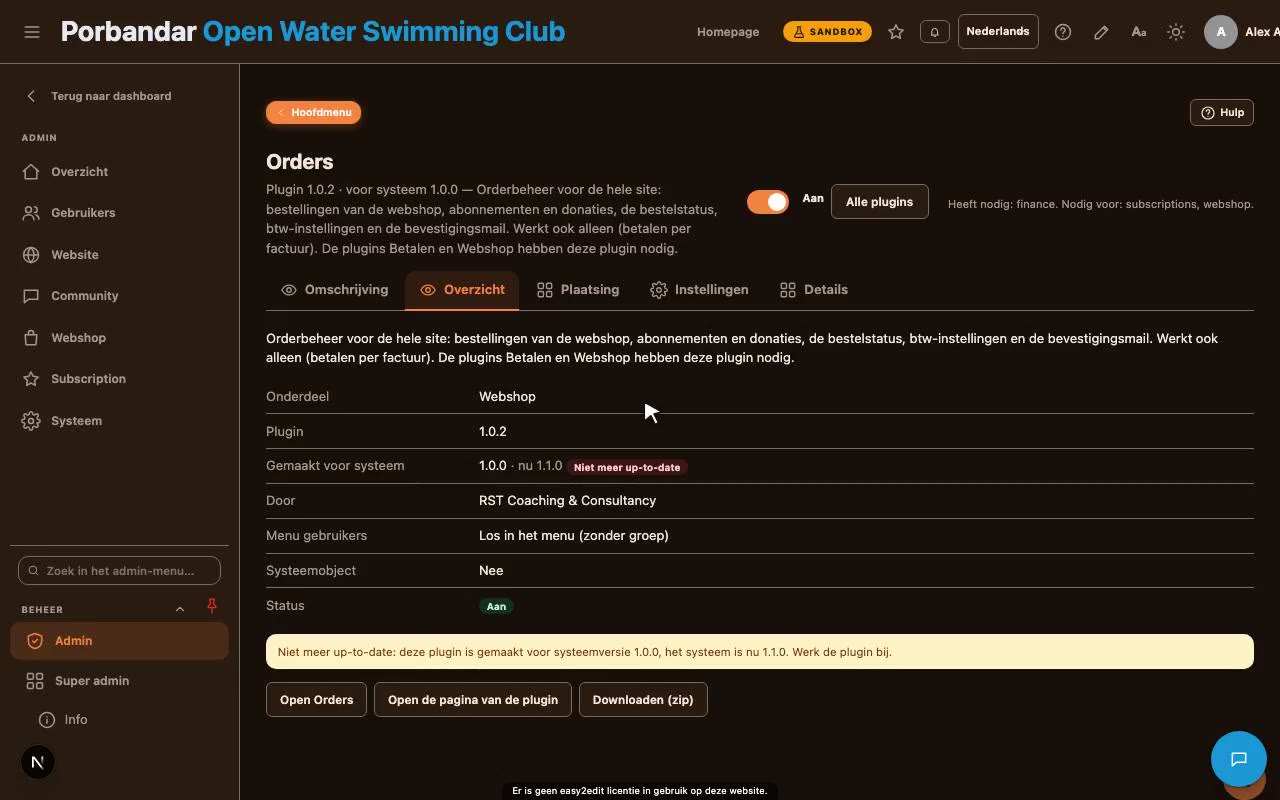 Porbandar Open Water Swimming Club
Homepage
SANDBOX
Nederlands
Aa
A
Alex A
Terug naar dashboard
ADMIN
Overzicht
Gebruikers
Website
Community
Webshop
Subscription
Systeem
Zoek in het admin-menu...
BEHEER
Admin
Super admin
Info
N
Hoofdmenu
Hulp
Orders
Plugin 1.0.2 · voor systeem 1.0.0 — Orderbeheer voor de hele site:
bestellingen van de webshop, abonnementen en donaties, de bestelstatus,
btw-instellingen en de bevestigingsmail. Werkt ook alleen (betalen per
factuur). De plugins Betalen en Webshop hebben deze plugin nodig.
Aan
Alle plugins
Heeft nodig: finance. Nodig voor: subscriptions, webshop.
Omschrijving
Overzicht
Plaatsing
Instellingen
Details
Orderbeheer voor de hele site: bestellingen van de webshop, abonnementen en donaties, de bestelstatus, btw-instellingen en de bevestigingsmail. Werkt ook
alleen (betalen per factuur). De plugins Betalen en Webshop hebben deze plugin nodig.
Onderdeel Webshop
Plugin 1.0.2
Gemaakt voor systeem 1.0.0 · nu 1.1.0 Niet meer up-to-date
Door RST Coaching & Consultancy
Menu gebruikers Los in het menu (zonder groep)
Systeemobject Nee
Status Aan
Niet meer up-to-date: deze plugin is gemaakt voor systeemversie 1.0.0, het systeem is nu 1.1.0. Werk de plugin bij.
Open Orders
Open de pagina van de plugin
Downloaden (zip)
Er is geen easy2edit licentie in gebruik op deze website.